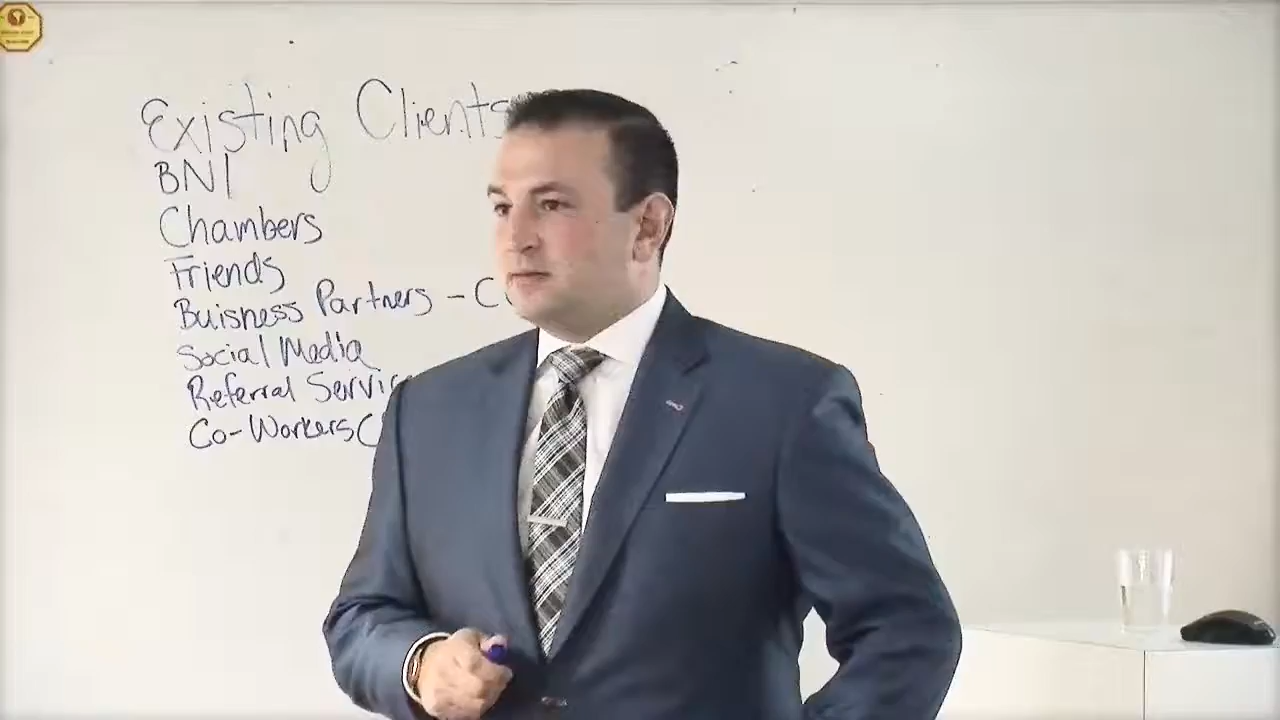 Existing Clients
BNI
Chambers
Friends
Buisness Partners - C
Social Media
Referral Servic
Co-Workers C